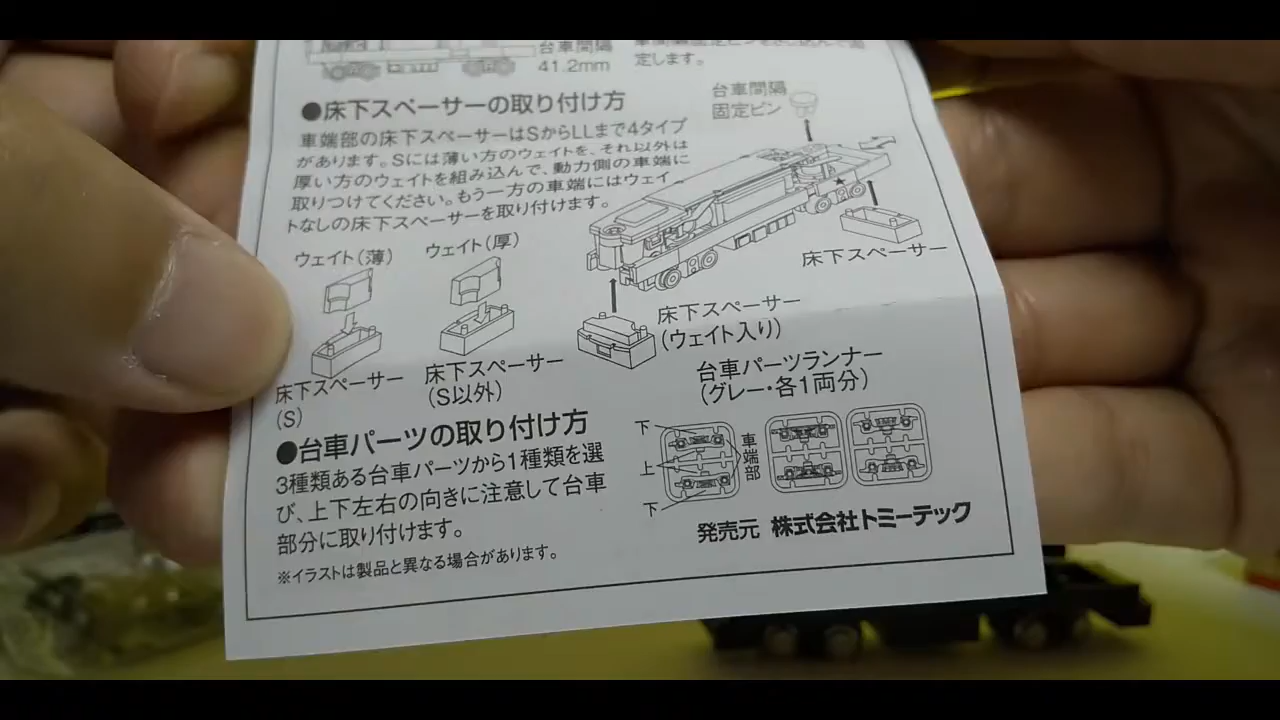 台車間隔
41.2mm
定します。
●床下スペーサーの取り付け方
車端部の床下スペーサーはSからLLまで4タイプ
があります。Sには薄い方のウェイトを、それ以外は
厚い方のウェイトを組み込んで、動力側の車端に
取りつけてください。もう一方の車端にはウェイ
トなしの床下スペーサーを取り付けます。
台車間隔
固定ピン
床下スペーサー
ウェイト(薄)
ウェイト(厚)
床下スペーサー
(S)
床下スペーサー
(S以外)
床下スペーサー
(ウェイト入り)
●台車パーツの取り付け方
3種類ある台車パーツから1種類を選
び、上下左右の向きに注意して台車
部分に取り付けます。
※イラストは製品と異なる場合があります。
台車パーツランナー
(グレー・各1両分)
下
上
下
車端部
発売元 株式会社トミーテック